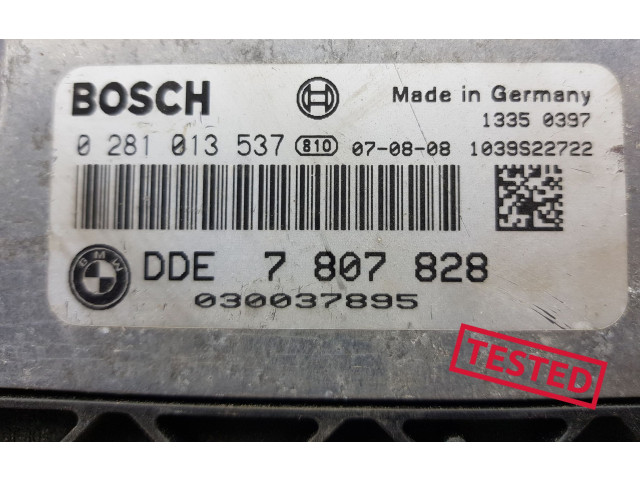 BOSCH Made in Germany
1335 0397
0 281 013 537 810 07-08-08 1039S22722
BMW DDE 7 807 828
030037895
TESTED